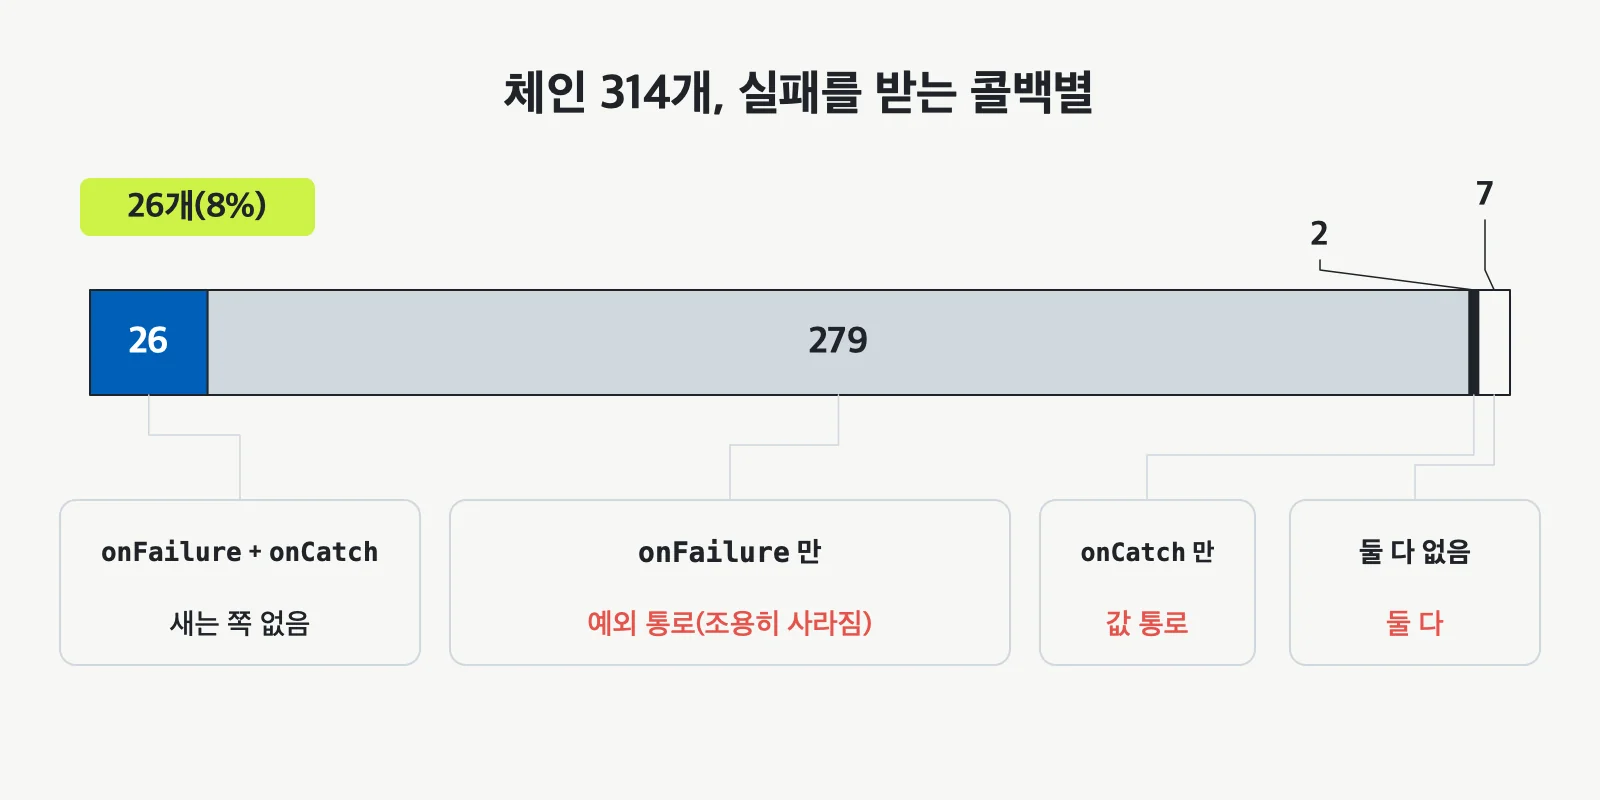 체인 314개, 실패를 받는 콜백별
26개(8%)
7
2
26
279
onFailure + onCatch
새는 쪽 없음
onFailure 만
예외 통로(조용히 사라짐)
onCatch 만
값 통로
둘 다 없음
둘 다